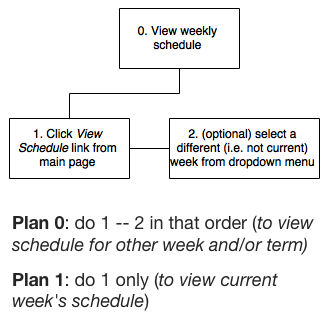 0. View weekly
schedule
1. Click View
Schedule link from
main page
2. (optional) select a
different (i.e. not current)
week from dropdown menu
Plan 0: do 1 -- 2 in that order (to view
schedule for other week and/or term)
Plan 1: do 1 only (to view current
week's schedule)